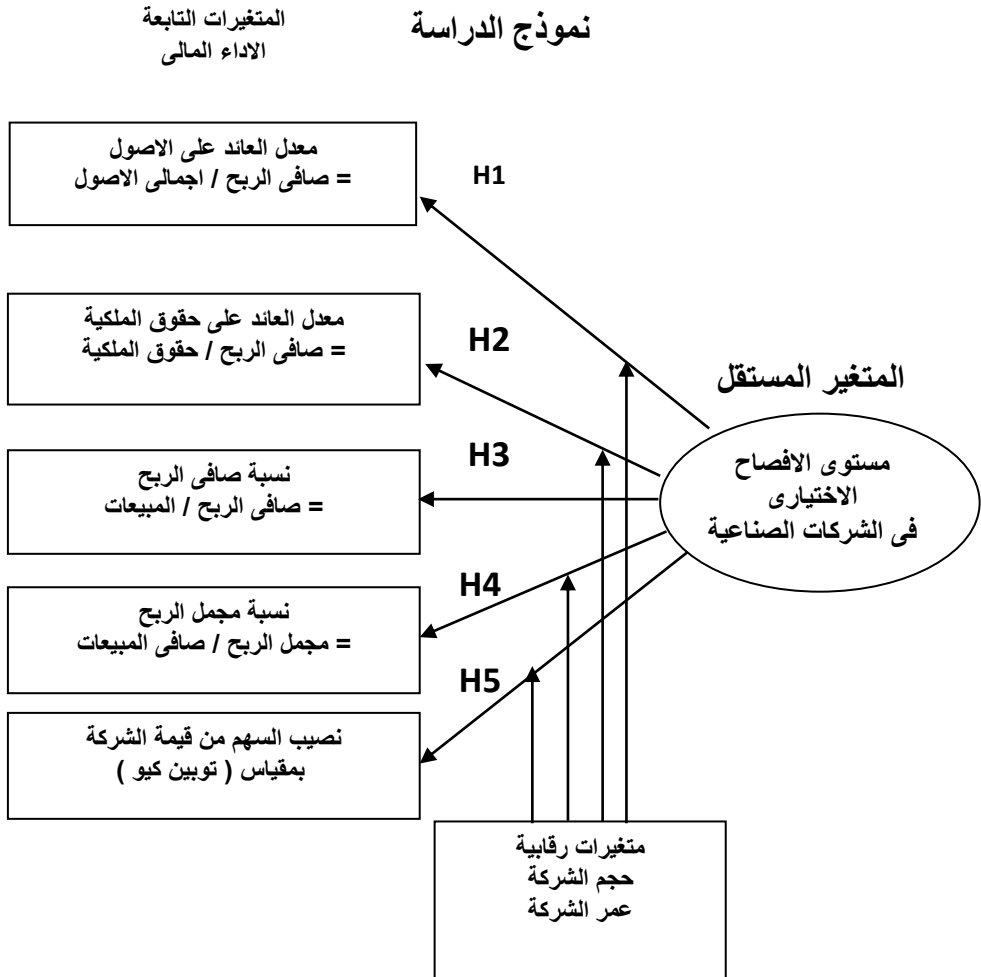 نموذج الدراسة
المتغيرات التابعة
الاداء المالى
معدل العائد على الاصول
= صافى الربح / اجمالى الاصول
H1
معدل العائد على حقوق الملكية
= صافى الربح / حقوق الملكية
H2
المتغير المستقل
مستوى الافصاح
الاختيارى
فى الشركات الصناعية
نسبة صافى الربح
= صافى الربح / المبيعات
H3
نسبة مجمل الربح
= مجمل الربح / صافى المبيعات
H4
نصيب السهم من قيمة الشركة
بمقياس ( توبين كيو )
H5
متغيرات رقابية
حجم الشركة
عمر الشركة